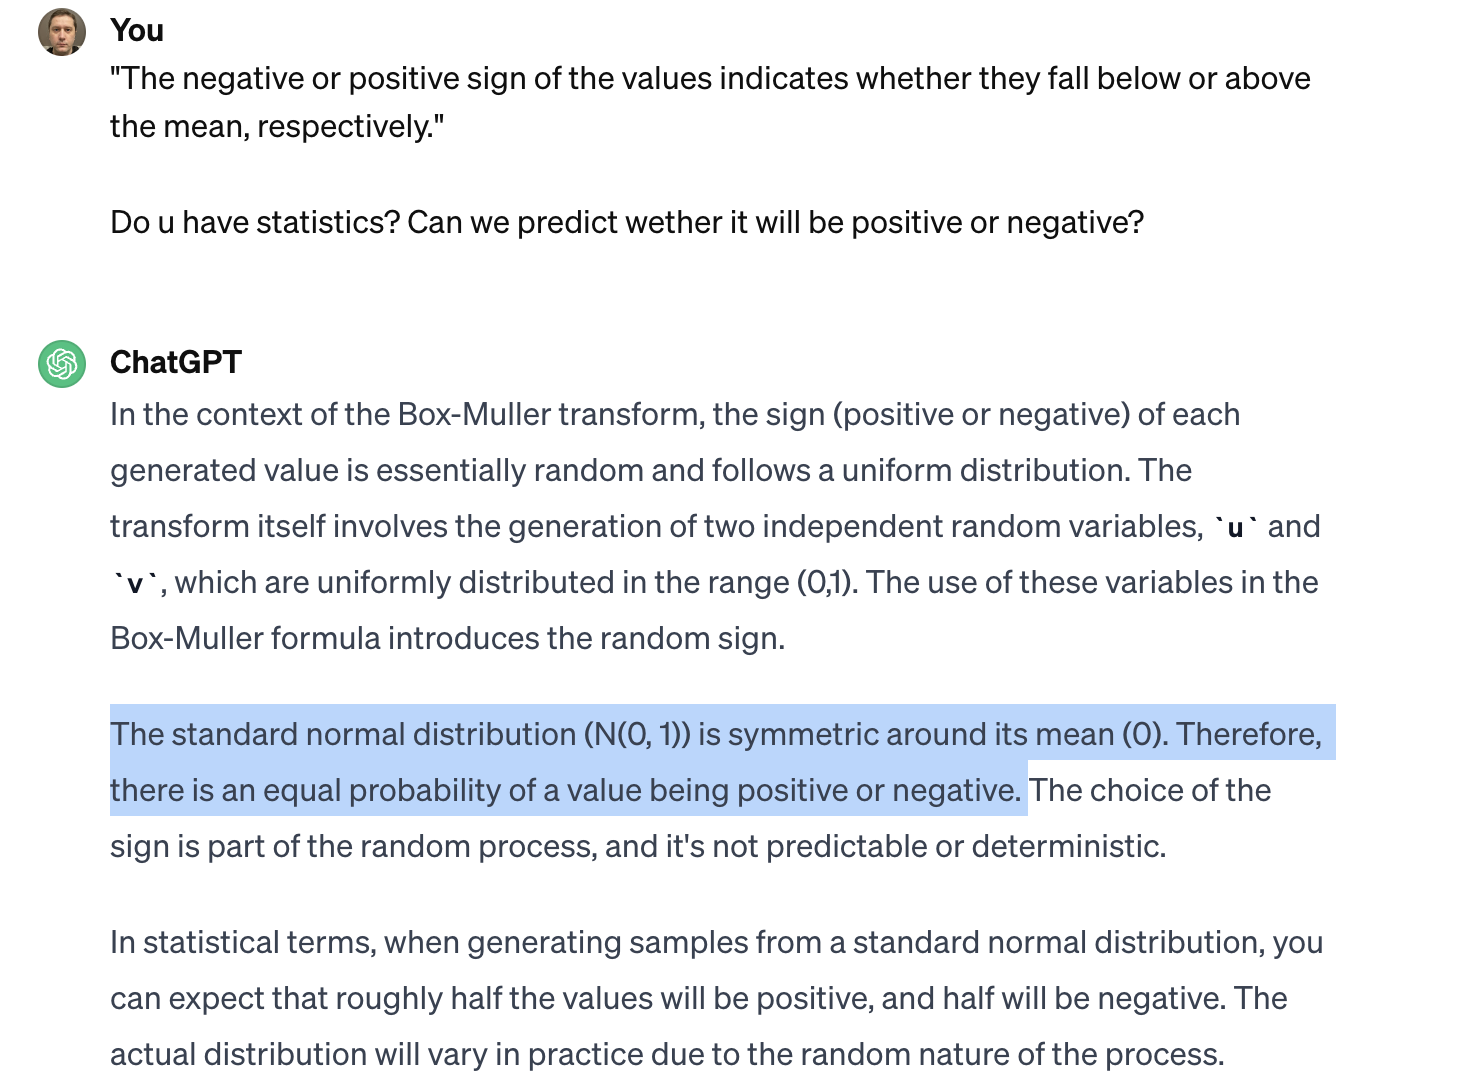 You
"The negative or positive sign of the values indicates whether they fall below or above
the mean, respectively."
Do u have statistics? Can we predict wether it will be positive or negative?
ChatGPT
In the context of the Box-Muller transform, the sign (positive or negative) of each
generated value is essentially random and follows a uniform distribution. The
transform itself involves the generation of two independent random variables, `u` and
`v`, which are uniformly distributed in the range (0,1). The use of these variables in the
Box-Muller formula introduces the random sign.
The standard normal distribution (N(0, 1)) is symmetric around its mean (0). Therefore,
there is an equal probability of a value being positive or negative. The choice of the
sign is part of the random process, and it's not predictable or deterministic.
In statistical terms, when generating samples from a standard normal distribution, you
can expect that roughly half the values will be positive, and half will be negative. The
actual distribution will vary in practice due to the random nature of the process.